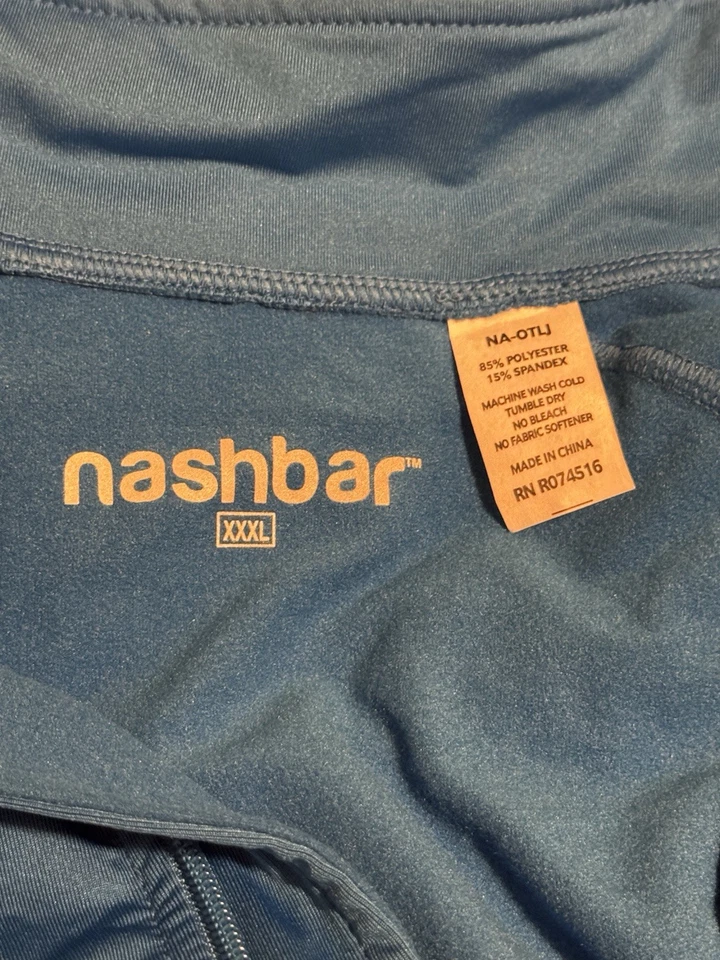 nashbar™
XXXL
NA-OTLJ
85% POLYESTER
15% SPANDEX
MACHINE WASH COLD
TUMBLE DRY
NO BLEACH
NO FABRIC SOFTENER
MADE IN CHINA
RN R074516